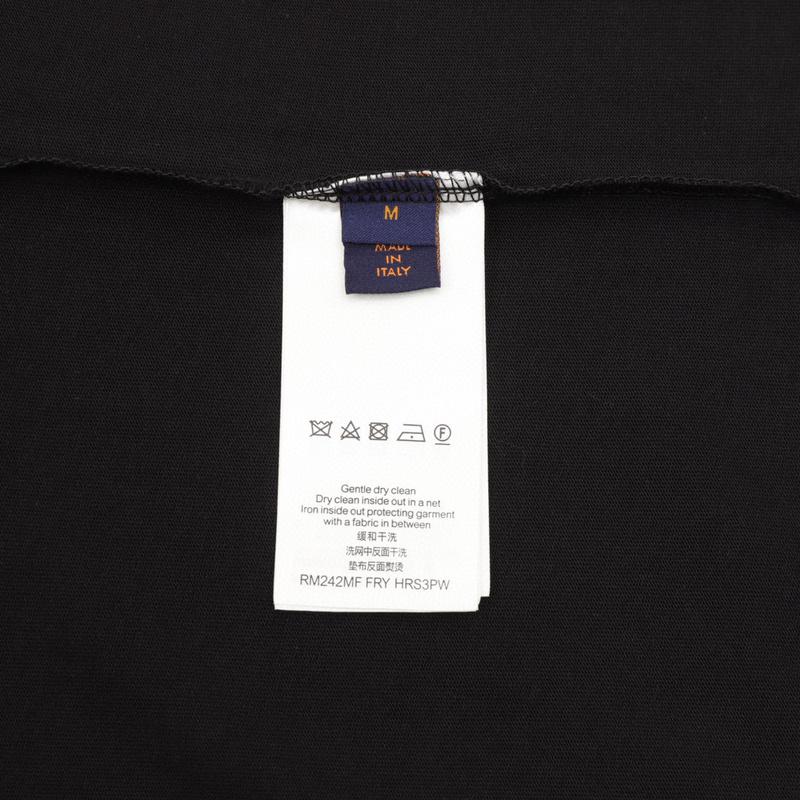 M
MADE
IN
ITALY
Gentle dry clean
Dry clean inside out in a net
Iron inside out protecting garment
with a fabric in between
缓和干洗
洗网中反面干洗
垫布反面熨烫
RM242MF FRY HRS3PW